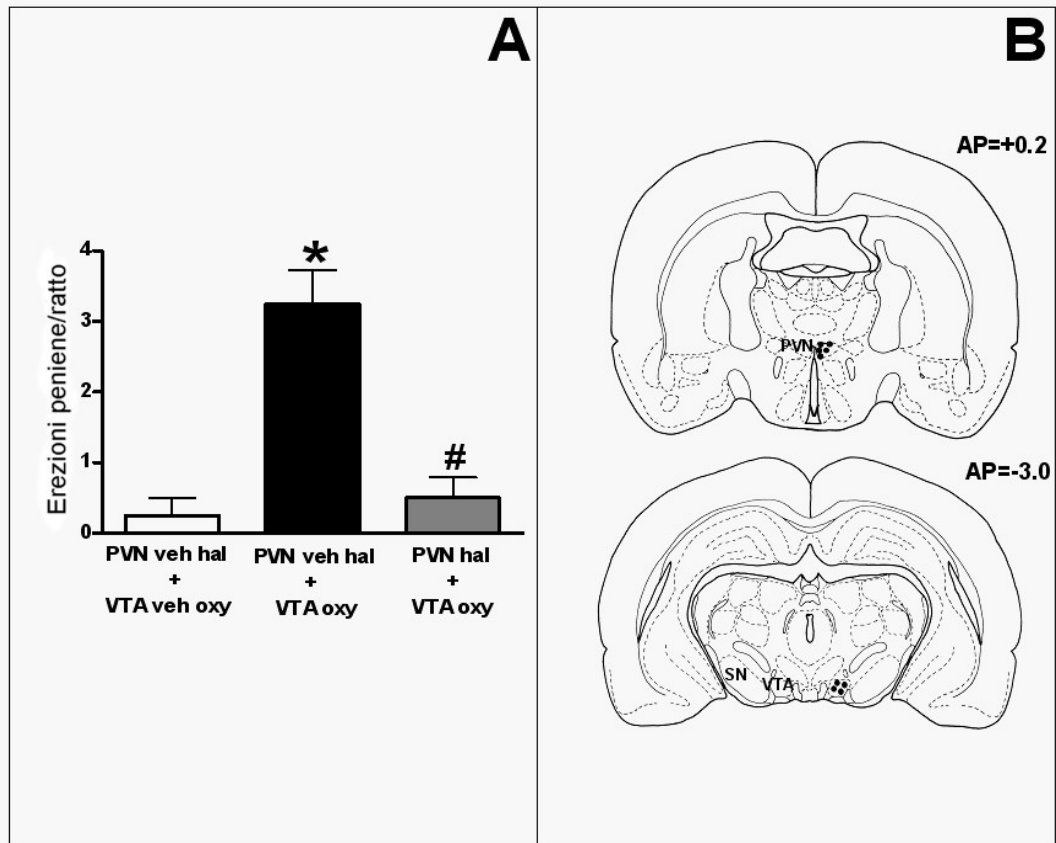 A
Erezioni peniene/ratto
4
3
2
1
0
*
#
PVN veh hal
+
VTA veh oxy
PVN veh hal
+
VTA oxy
PVN hal
+
VTA oxy
B
AP=+0.2
PVN
AP=-3.0
SN
VTA